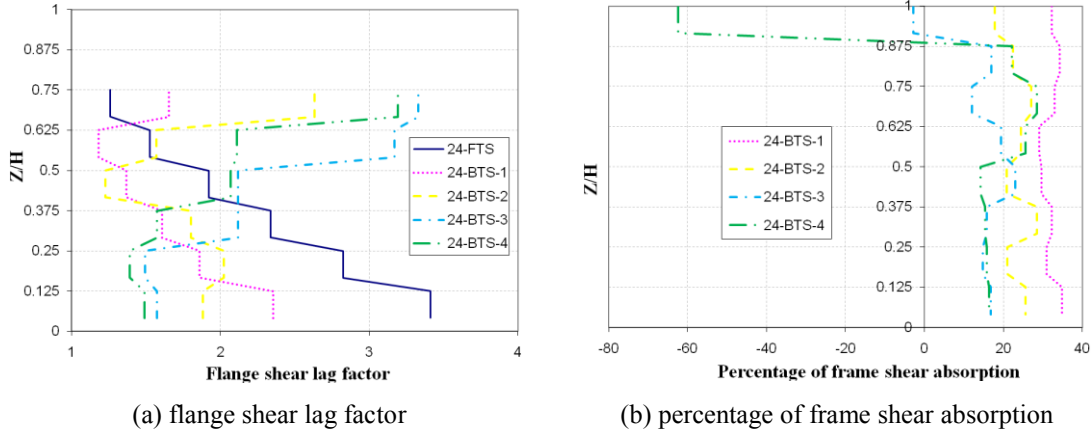 1
0.875
0.75
0.625
0.5
0.375
0.25
0.125
0
Z/H
1 2 3 4
Flange shear lag factor
24-FTS
24-BTS-1
24-BTS-2
24-BTS-3
24-BTS-4
(a) flange shear lag factor
1
0.875
0.75
0.625
0.5
0.375
0.25
0.125
0
Z/H
-80 -60 -40 -20 0 20 40
Percentage of frame shear absorption
24-BTS-1
24-BTS-2
24-BTS-3
24-BTS-4
(b) percentage of frame shear absorption